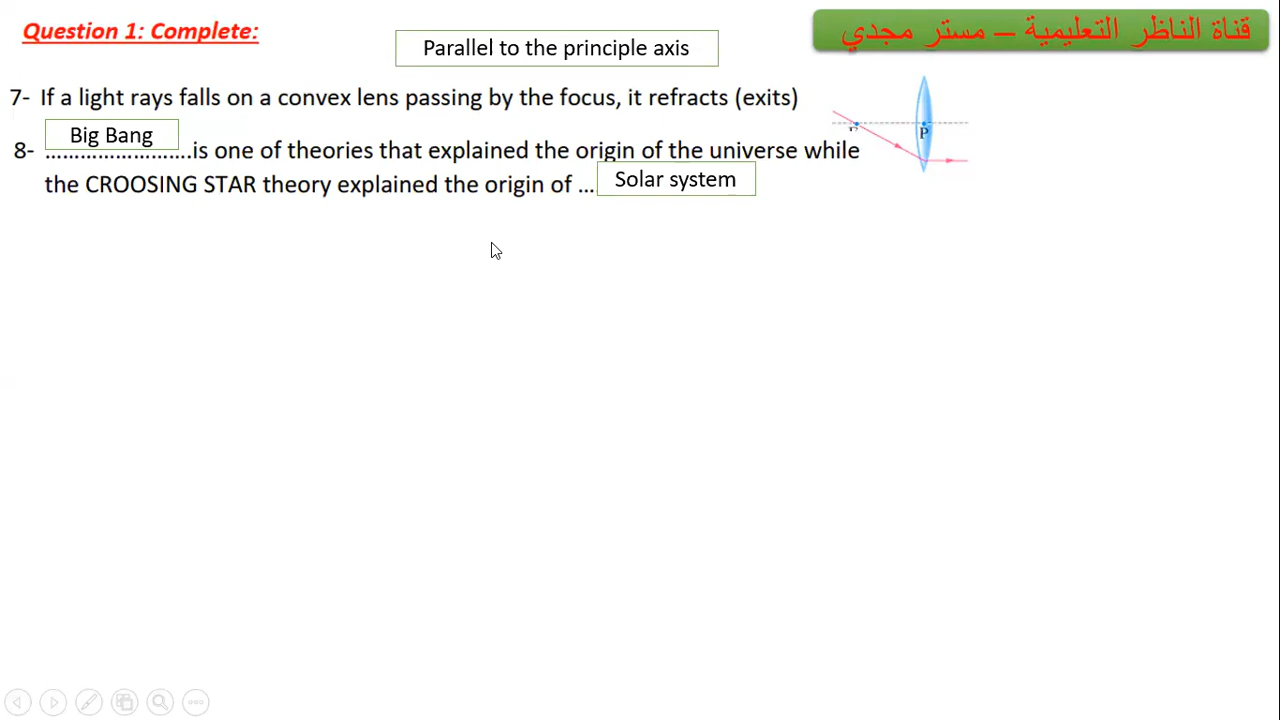 Question 1: Complete:
قناة الناظر التعليمية – مستر مجدي
Parallel to the principle axis
7- If a light rays falls on a convex lens passing by the focus, it refracts (exits)
P
Big Bang
8- ……………………..is one of theories that explained the origin of the universe while
the CROOSING STAR theory explained the origin of …
Solar system